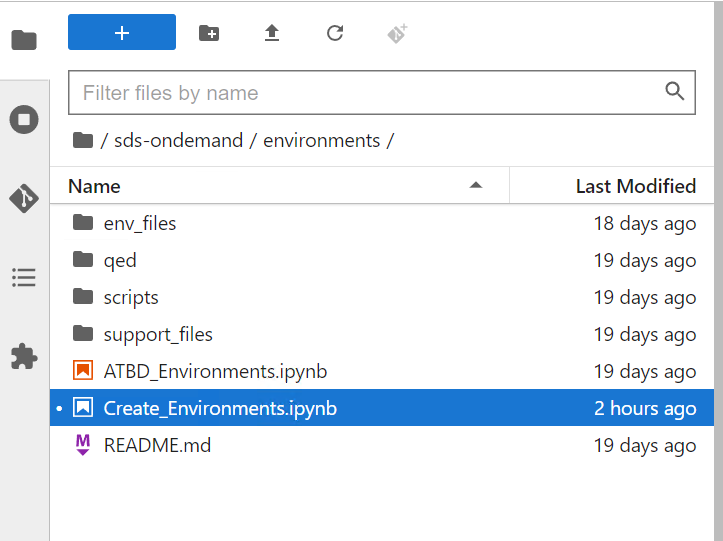 Filter files by name
/ sds-ondemand / environments /
Name Last Modified
env_files 18 days ago
qed 19 days ago
scripts 19 days ago
support_files 19 days ago
ATBD_Environments.ipynb 19 days ago
Create_Environments.ipynb 2 hours ago
M README.md 19 days ago